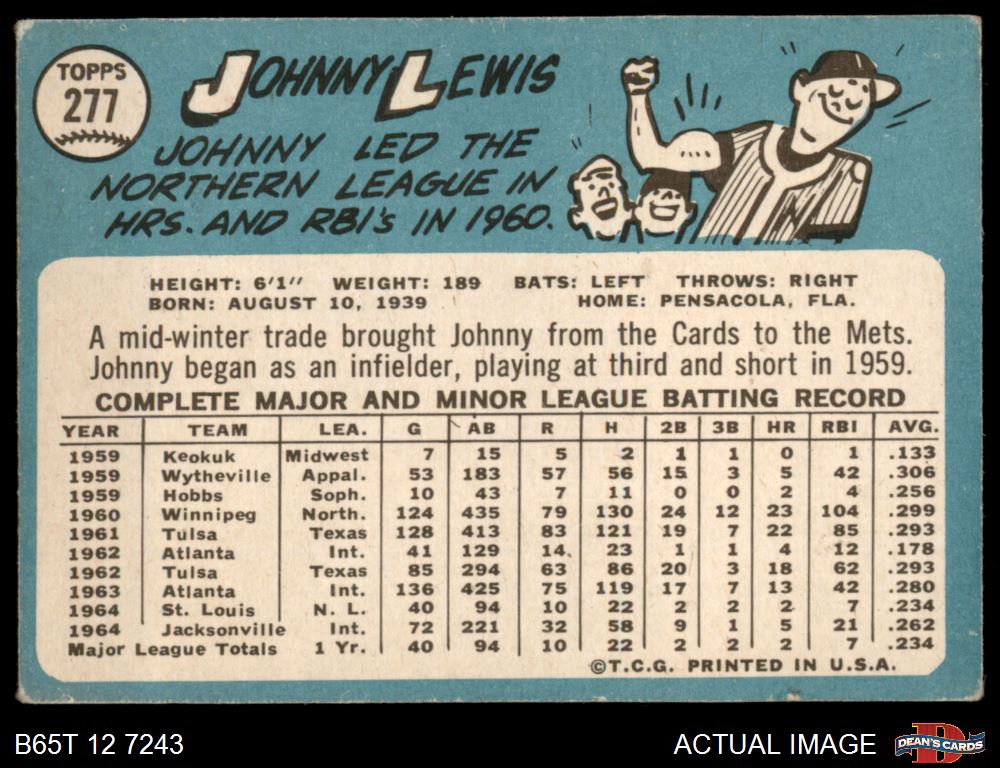 TOPPS
277
JOHNNY LEWIS
JOHNNY LED THE
NORTHERN LEAGUE IN
HRS. AND RBI's IN 1960.
HEIGHT: 6'1" WEIGHT: 189 BATS: LEFT THROWS: RIGHT
BORN: AUGUST 10, 1939 HOME: PENSACOLA, FLA.
A mid-winter trade brought Johnny from the Cards to the Mets.
Johnny began as an infielder, playing at third and short in 1959.
COMPLETE MAJOR AND MINOR LEAGUE BATTING RECORD
YEAR TEAM LEA. G AB R H 2B 3B HR RBI AVG.
1959 Keokuk Midwest 7 15 5 2 1 1 0 1 .133
1959 Wytheville Appal. 53 183 57 56 15 3 5 42 .306
1959 Hobbs Soph. 10 43 7 11 0 0 2 4 .256
1960 Winnipeg North. 124 435 79 130 24 12 23 104 .299
1961 Tulsa Texas 128 413 83 121 19 7 22 85 .293
1962 Atlanta Int. 41 129 14 23 1 1 4 12 .178
1962 Tulsa Texas 85 294 63 86 20 3 18 62 .293
1963 Atlanta Int. 136 425 75 119 17 7 13 42 .280
1964 St. Louis N. L. 40 94 10 22 2 2 2 7 .234
1964 Jacksonville Int. 72 221 32 58 9 1 5 21 .262
Major League Totals 1 Yr. 40 94 10 22 2 2 2 7 .234
©T.C.G. PRINTED IN U.S.A.
B65T 12 7243 ACTUAL IMAGE
D
DEAN'S CARDS